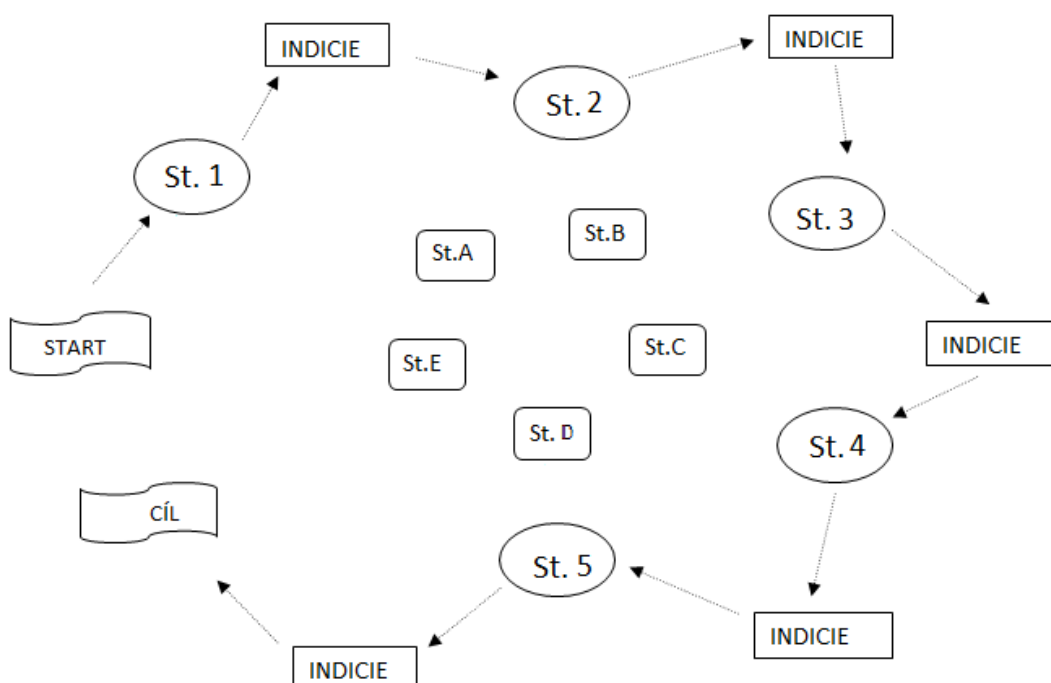 INDICIE
INDICIE
St. 2
St. 1
St. 3
St.B
St.A
START
St.C
INDICIE
St.E
St. D
St. 4
CÍL
St. 5
INDICIE
INDICIE